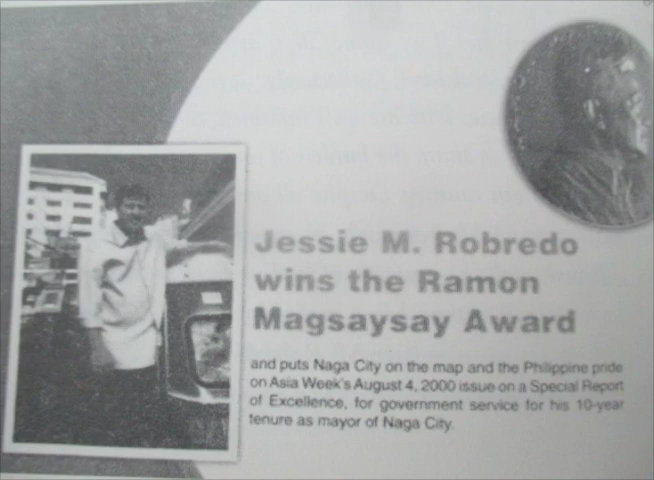 Jessie M. Robredo
wins the Ramon
Magsaysay Award
and puts Naga City on the map and the Philippine pride
on Asia Week's August 4, 2000 issue on a Special Report
of Excellence, for government service for his 10-year
tenure as mayor of Naga City.